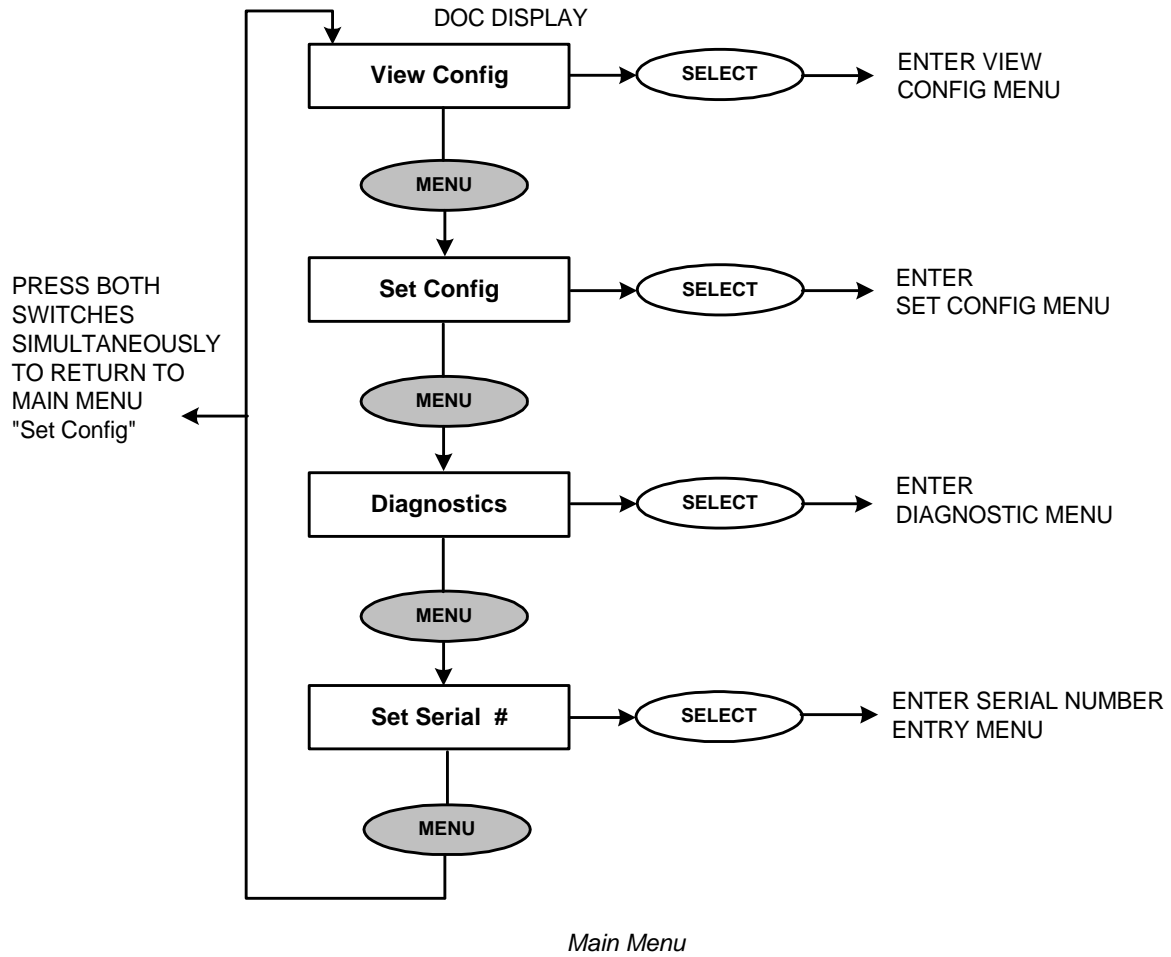 DOC DISPLAY
View Config
SELECT
ENTER VIEW
CONFIG MENU
MENU
Set Config
SELECT
ENTER
SET CONFIG MENU
PRESS BOTH
SWITCHES
SIMULTANEOUSLY
TO RETURN TO
MAIN MENU
"Set Config"
MENU
Diagnostics
SELECT
ENTER
DIAGNOSTIC MENU
MENU
Set Serial #
SELECT
ENTER SERIAL NUMBER
ENTRY MENU
MENU
Main Menu